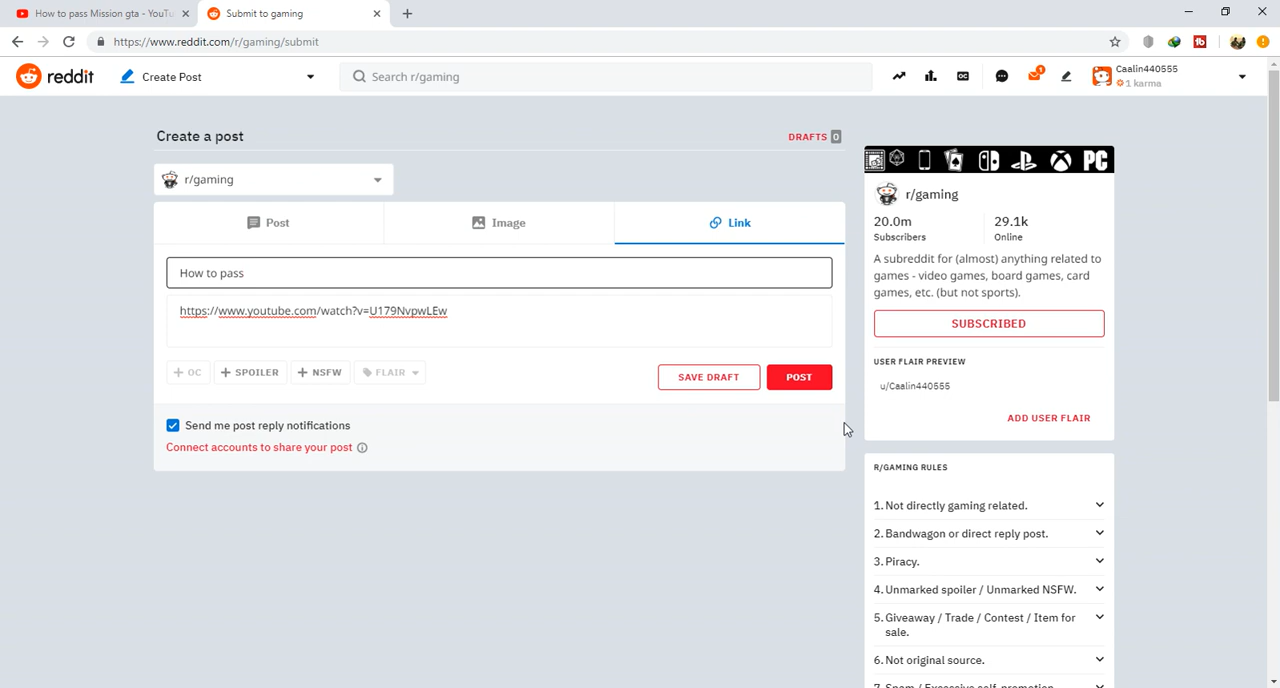 How to pass Mission gta - YouTu
Submit to gaming
https://www.reddit.com/r/gaming/submit
reddit
Create Post
Search r/gaming
1
Caalin440555
1 karma
Create a post
DRAFTS 0
r/gaming
Post
Image
Link
How to pass
https://www.youtube.com/watch?v=U179NvpwLEw
+ OC
+ SPOILER
+ NSFW
FLAIR
SAVE DRAFT
POST
Send me post reply notifications
Connect accounts to share your post
PC
r/gaming
20.0m
Subscribers
29.1k
Online
A subreddit for (almost) anything related to
games - video games, board games, card
games, etc. (but not sports).
SUBSCRIBED
USER FLAIR PREVIEW
u/Caalin440555
ADD USER FLAIR
R/GAMING RULES
1. Not directly gaming related.
2. Bandwagon or direct reply post.
3. Piracy.
4. Unmarked spoiler / Unmarked NSFW.
5. Giveaway / Trade / Contest / Item for
sale.
6. Not original source.
7. Spam / Excessive self-promotion